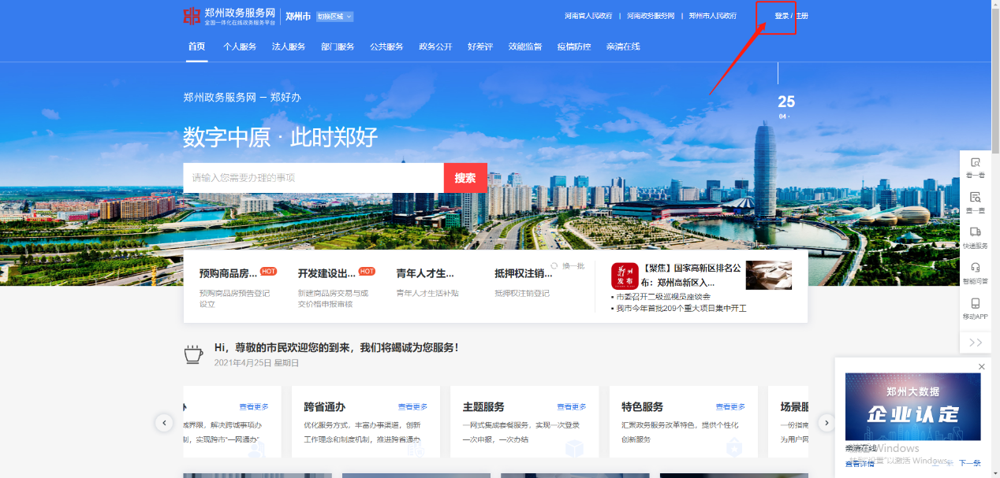 郑州政务服务网
全国一体化在线政务服务平台
郑州市
切换区域
河南省人民政府 | 河南政务服务网 | 郑州市人民政府
登录 / 注册
首页 个人服务 法人服务 部门服务 公共服务 政务公开 好差评 效能监督 疫情防控 亲清在线
25
04 ·
郑州政务服务网 – 郑好办
数字中原 · 此时郑好
请输入您需要办理的事项
搜索
看一看
查一查
快递服务
智能问答
移动APP
换一批
预购商品房... HOT
预购商品房预告登记
设立
开发建设出... HOT
新建商品房交易与成
交价格申报审核
青年人才生...
青年人才生活补贴
抵押权注销...
抵押权注销登记
郑州
发布
【聚焦】国家高新区排名公
布：郑州高新区入...
▪ 市委召开二级巡视员座谈会
▪ 我市今年首批209个重大项目集中开工
Hi，尊敬的市民欢迎您的到来，我们将竭诚为您服务！
2021年4月25日 星期日
查看更多
域界限，解决跨城事项办
制，实现跨市“一网通办”
跨省通办
查看更多
优化服务方式，丰富办事渠道，创新
工作理念和制度机制，推进跨省通办
主题服务
查看更多
一网式集成套餐服务，实现一次登录
一次申报，一次办结
特色服务
查看更多
汇聚政务服务改革特色，提供个性化
创新服务
场景服
一份指南
为用户网
郑州大数据
企业认定
亲清在线
激活 Windows
转到“设置”以激活 Windows。
查看详情
上一条 下一条